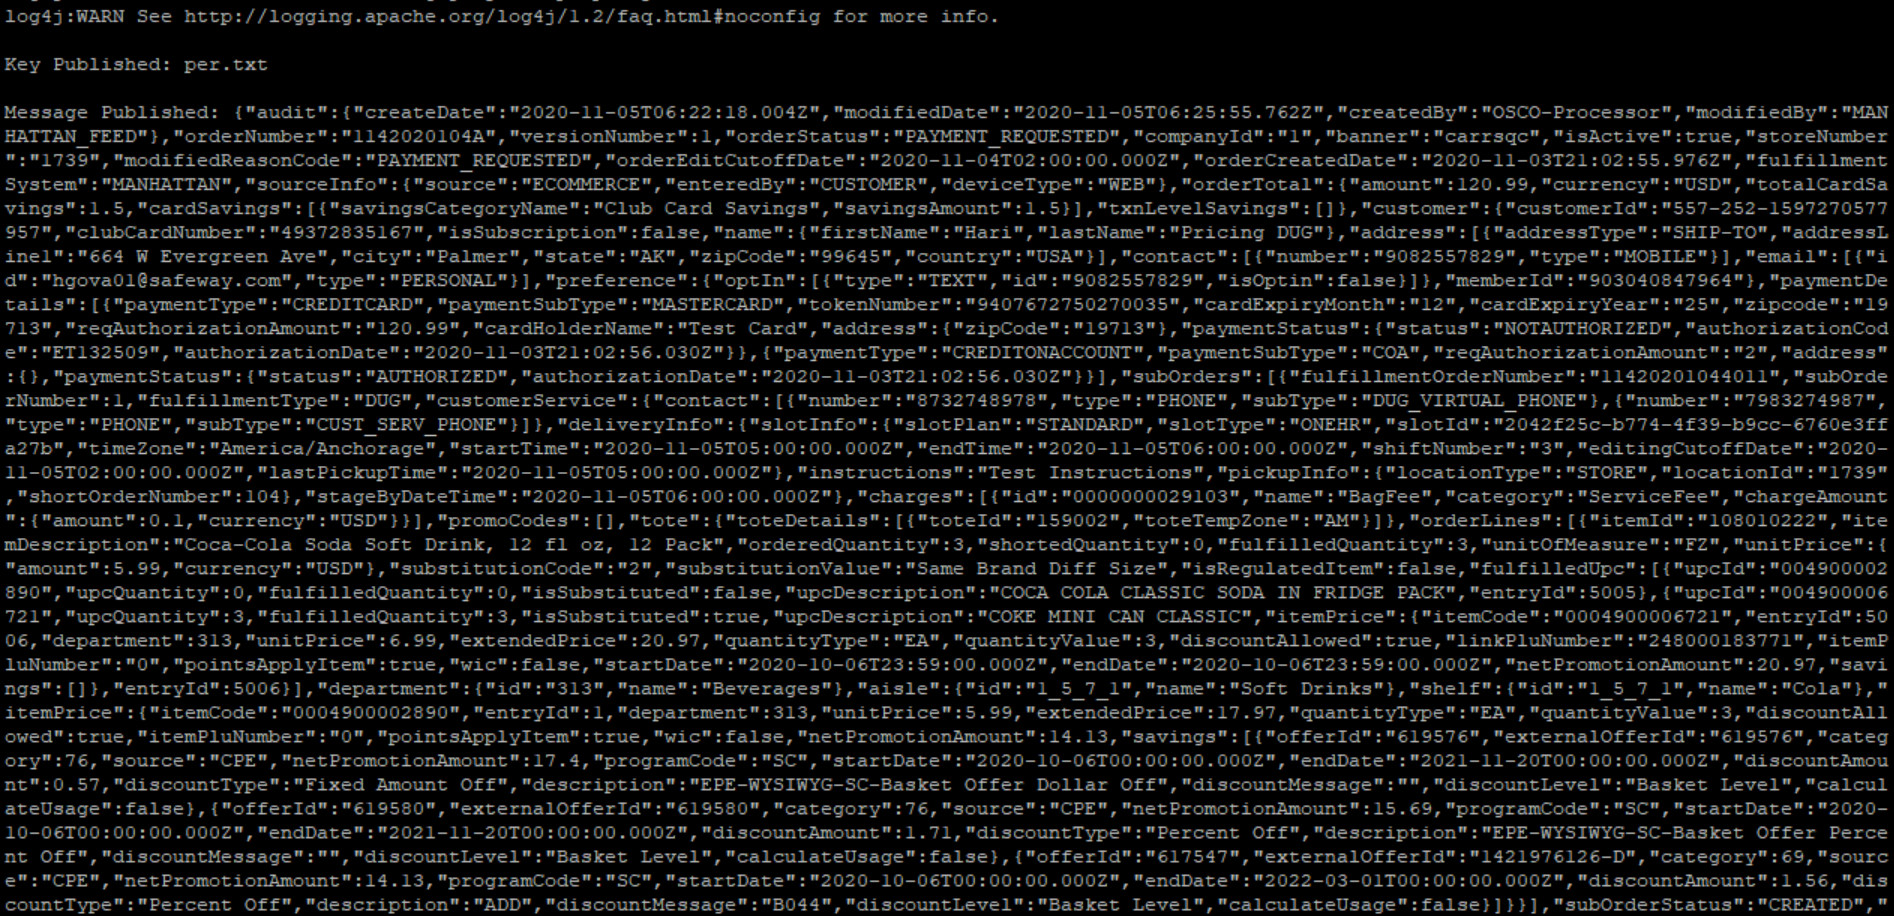 log4j:WARN See http://logging.apache.org/log4j/1.2/faq.html#noconfig for more info.
Key Published: per.txt
Message Published: {"audit":{"createDate":"2020-11-05T06:22:18.004Z","modifiedDate":"2020-11-05T06:25:55.762Z","createdBy":"OSCO-Processor","modifiedBy":"MAN
HATTAN_FEED"},"orderNumber":"1142020104A","versionNumber":1,"orderStatus":"PAYMENT_REQUESTED","companyId":"1","banner":"carrsqc","isActive":true,"storeNumber
":"1739","modifiedReasonCode":"PAYMENT_REQUESTED","orderEditCutoffDate":"2020-11-04T02:00:00.000Z","orderCreatedDate":"2020-11-03T21:02:55.976Z","fulfillment
System":"MANHATTAN","sourceInfo":{"source":"ECOMMERCE","enteredBy":"CUSTOMER","deviceType":"WEB"},"orderTotal":{"amount":120.99,"currency":"USD","totalCardSa
vings":1.5,"cardSavings":[{"savingsCategoryName":"Club Card Savings","savingsAmount":1.5}],"txnLevelSavings":[]},"customer":{"customerId":"557-252-1597270577
957","clubCardNumber":"49372835167","isSubscription":false,"name":{"firstName":"Hari","lastName":"Pricing DUG"},"address":[{"addressType":"SHIP-TO","addressL
ine1":"664 W Evergreen Ave","city":"Palmer","state":"AK","zipCode":"99645","country":"USA"}],"contact":[{"number":"9082557829","type":"MOBILE"}],"email":[{"i
d":"hgova01@safeway.com","type":"PERSONAL"}],"preference":{"optIn":[{"type":"TEXT","id":"9082557829","isOptin":false}]},"memberId":"903040847964"},"paymentDe
tails":[{"paymentType":"CREDITCARD","paymentSubType":"MASTERCARD","tokenNumber":"9407672750270035","cardExpiryMonth":"12","cardExpiryYear":"25","zipcode":"19
713","reqAuthorizationAmount":"120.99","cardHolderName":"Test Card","address":{"zipCode":"19713"},"paymentStatus":{"status":"NOTAUTHORIZED","authorizationCod
e":"ET132509","authorizationDate":"2020-11-03T21:02:56.030Z"}},{"paymentType":"CREDITONACCOUNT","paymentSubType":"COA","reqAuthorizationAmount":"2","address"
:{},"paymentStatus":{"status":"AUTHORIZED","authorizationDate":"2020-11-03T21:02:56.030Z"}}],"subOrders":[{"fulfillmentOrderNumber":"11420201044011","subOrde
rNumber":1,"fulfillmentType":"DUG","customerService":{"contact":[{"number":"8732748978","type":"PHONE","subType":"DUG_VIRTUAL_PHONE"},{"number":"7983274987",
"type":"PHONE","subType":"CUST_SERV_PHONE"}]},"deliveryInfo":{"slotInfo":{"slotPlan":"STANDARD","slotType":"ONEHR","slotId":"2042f25c-b774-4f39-b9cc-6760e3ff
a27b","timeZone":"America/Anchorage","startTime":"2020-11-05T05:00:00.000Z","endTime":"2020-11-05T06:00:00.000Z","shiftNumber":"3","editingCutoffDate":"2020-
11-05T02:00:00.000Z","lastPickupTime":"2020-11-05T05:00:00.000Z"},"instructions":"Test Instructions","pickupInfo":{"locationType":"STORE","locationId":"1739"
,"shortOrderNumber":104},"stageByDateTime":"2020-11-05T06:00:00.000Z"},"charges":[{"id":"0000000029103","name":"BagFee","category":"ServiceFee","chargeAmount
":{"amount":0.1,"currency":"USD"}}],"promoCodes":[],"tote":{"toteDetails":[{"toteId":"159002","toteTempZone":"AM"}]},"orderLines":[{"itemId":"108010222","ite
mDescription":"Coca-Cola Soda Soft Drink, 12 fl oz, 12 Pack","orderedQuantity":3,"shortedQuantity":0,"fulfilledQuantity":3,"unitOfMeasure":"FZ","unitPrice":{
"amount":5.99,"currency":"USD"},"substitutionCode":"2","substitutionValue":"Same Brand Diff Size","isRegulatedItem":false,"fulfilledUpc":[{"upcId":"004900002
890","upcQuantity":0,"fulfilledQuantity":0,"isSubstituted":false,"upcDescription":"COCA COLA CLASSIC SODA IN FRIDGE PACK","entryId":5005},{"upcId":"004900006
721","upcQuantity":3,"fulfilledQuantity":3,"isSubstituted":true,"upcDescription":"COKE MINI CAN CLASSIC","itemPrice":{"itemCode":"0004900006721","entryId":50
06,"department":313,"unitPrice":6.99,"extendedPrice":20.97,"quantityType":"EA","quantityValue":3,"discountAllowed":true,"linkPluNumber":"248000183771","itemP
luNumber":"0","pointsApplyItem":true,"wic":false,"startDate":"2020-10-06T23:59:00.000Z","endDate":"2020-10-06T23:59:00.000Z","netPromotionAmount":20.97,"savi
ngs":[]},"entryId":5006}],"department":{"id":"313","name":"Beverages"},"aisle":{"id":"1_5_7_1","name":"Soft Drinks"},"shelf":{"id":"1_5_7_1","name":"Cola"},"
itemPrice":{"itemCode":"0004900002890","entryId":1,"department":313,"unitPrice":5.99,"extendedPrice":17.97,"quantityType":"EA","quantityValue":3,"discountAll
owed":true,"itemPluNumber":"0","pointsApplyItem":true,"wic":false,"netPromotionAmount":14.13,"savings":[{"offerId":"619576","externalOfferId":"619576","categ
ory":76,"source":"CPE","netPromotionAmount":17.4,"programCode":"SC","startDate":"2020-10-06T00:00:00.000Z","endDate":"2021-11-20T00:00:00.000Z","discountAmou
nt":0.57,"discountType":"Fixed Amount Off","description":"EPE-WYSIWYG-SC-Basket Offer Dollar Off","discountMessage":"","discountLevel":"Basket Level","calcul
ateUsage":false},{"offerId":"619580","externalOfferId":"619580","category":76,"source":"CPE","netPromotionAmount":15.69,"programCode":"SC","startDate":"2020-
10-06T00:00:00.000Z","endDate":"2021-11-20T00:00:00.000Z","discountAmount":1.71,"discountType":"Percent Off","description":"EPE-WYSIWYG-SC-Basket Offer Perce
nt Off","discountMessage":"","discountLevel":"Basket Level","calculateUsage":false},{"offerId":"617547","externalOfferId":"1421976126-D","category":69,"sourc
e":"CPE","netPromotionAmount":14.13,"programCode":"SC","startDate":"2020-10-06T00:00:00.000Z","endDate":"2022-03-01T00:00:00.000Z","discountAmount":1.56,"dis
countType":"Percent Off","description":"ADD","discountMessage":"B044","discountLevel":"Basket Level","calculateUsage":false}]}}],"subOrderStatus":"CREATED","